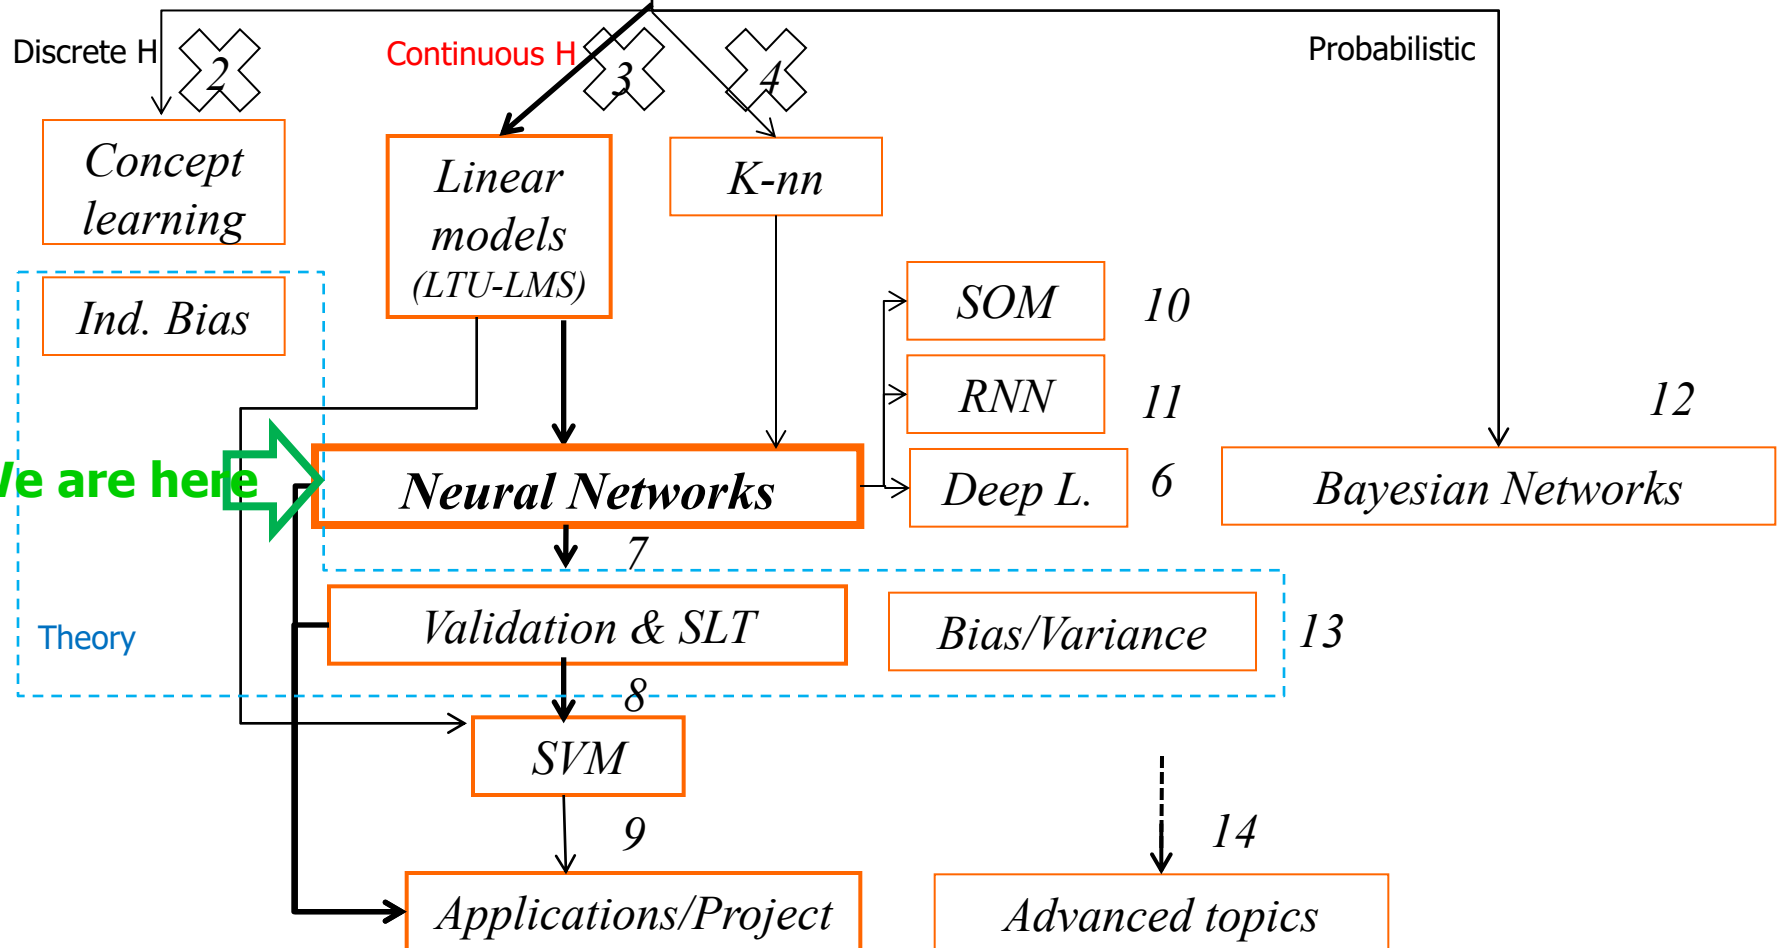 Discrete H
2
Continuous H
3
4
Probabilistic
Concept
learning
Linear
models
(LTU-LMS)
K-nn
Ind. Bias
SOM
10
RNN
11
12
We are here
Neural Networks
Deep L.
6
Bayesian Networks
7
Theory
Validation & SLT
Bias/Variance
13
8
SVM
9
14
Applications/Project
Advanced topics